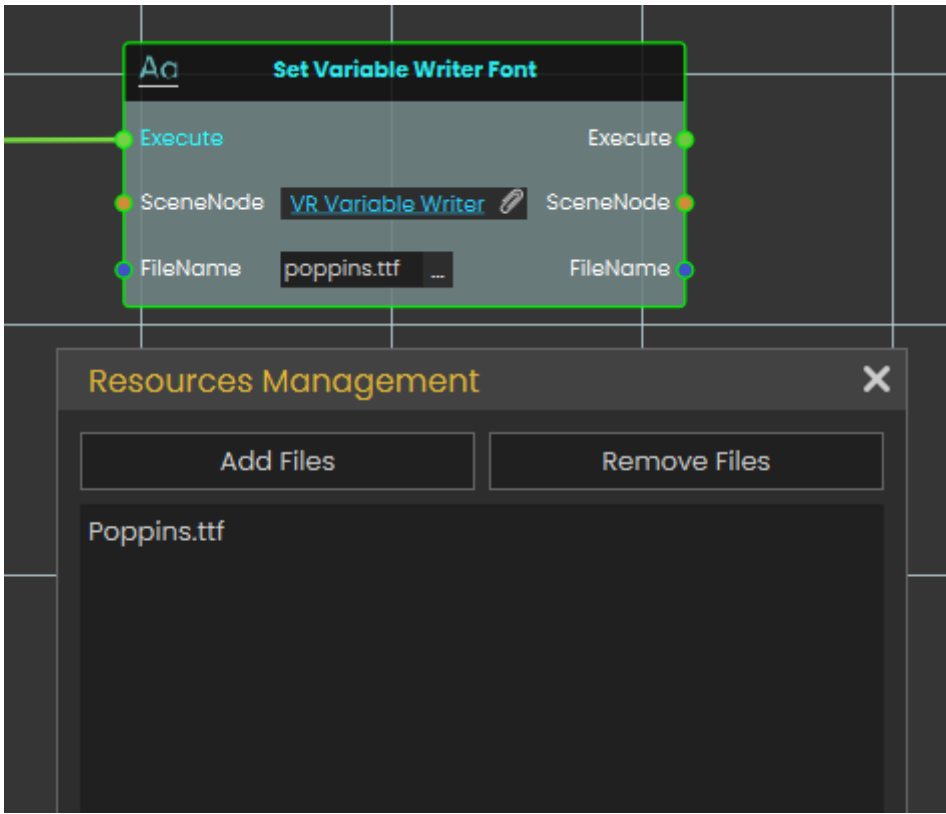 Aa Set Variable Writer Font
Execute Execute
SceneNode VR Variable Writer SceneNode
FileName poppins.ttf ... FileName
Resources Management
Add Files Remove Files
Poppins.ttf